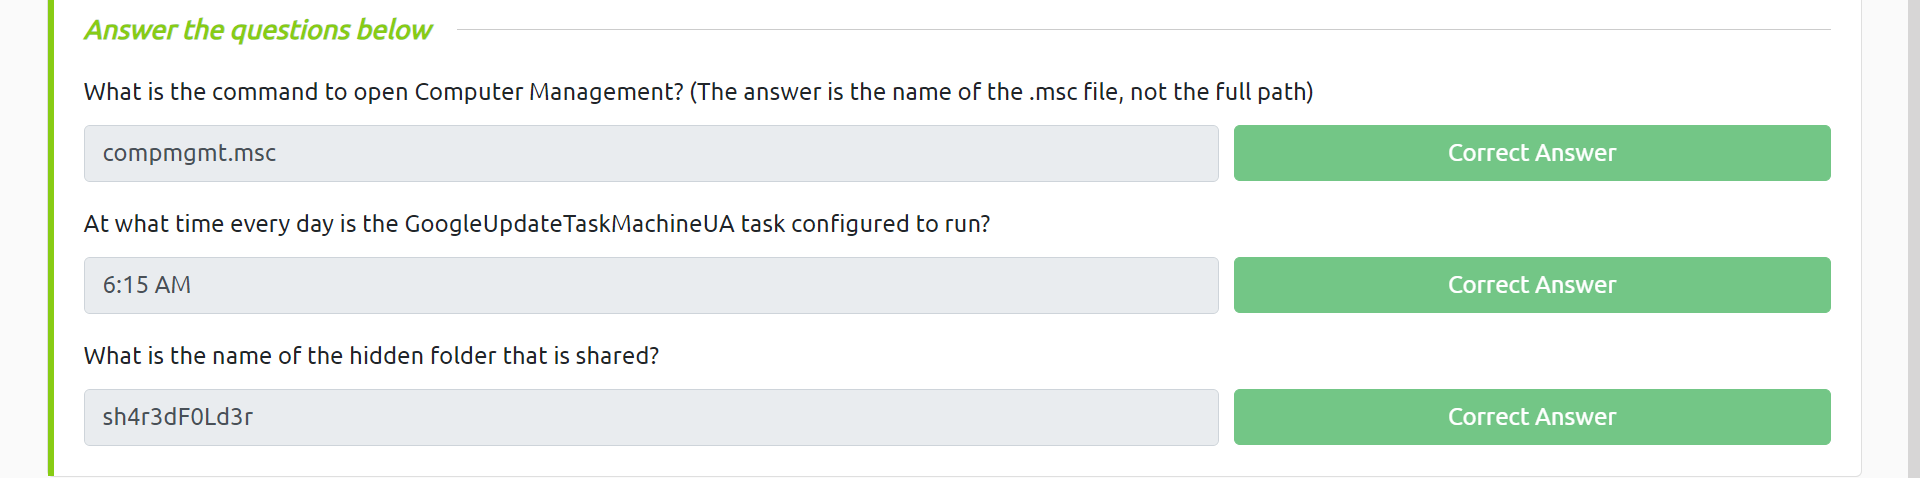 Answer the questions below
What is the command to open Computer Management? (The answer is the name of the .msc file, not the full path)
compmgmt.msc
Correct Answer
At what time every day is the GoogleUpdateTaskMachineUA task configured to run?
6:15 AM
Correct Answer
What is the name of the hidden folder that is shared?
sh4r3dF0Ld3r
Correct Answer